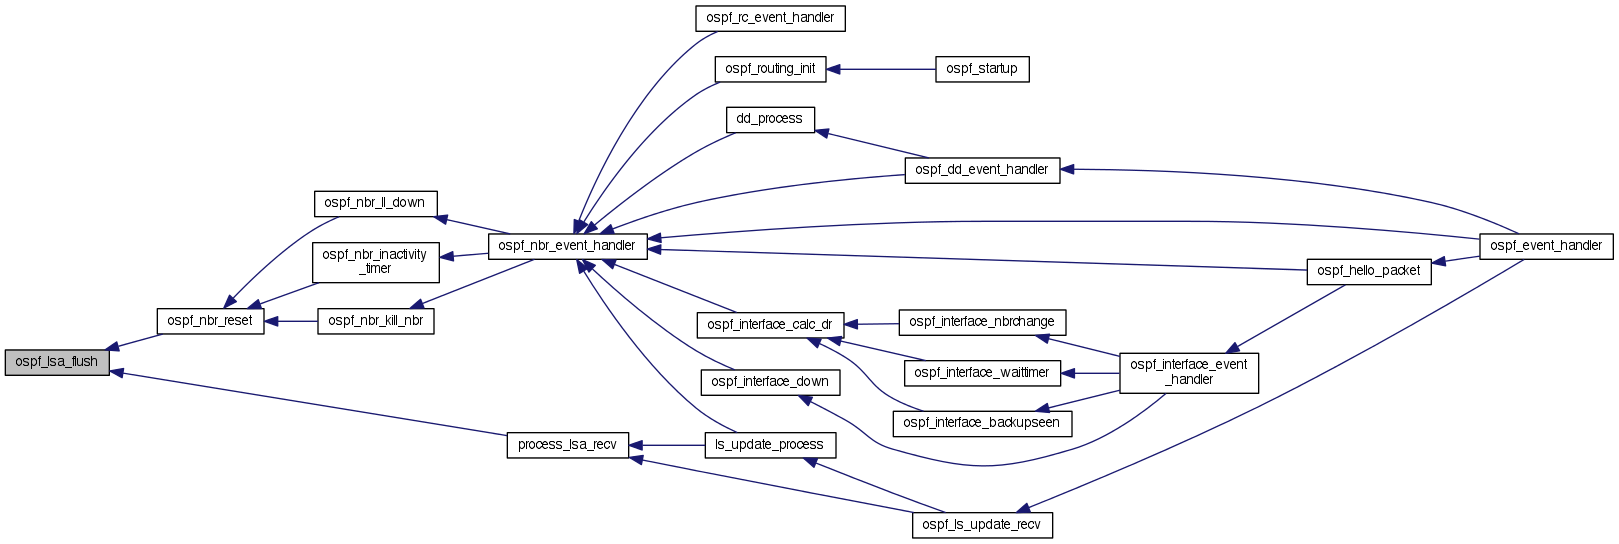 ospf_rc_event_handler
ospf_routing_init
ospf_startup
dd_process
ospf_dd_event_handler
ospf_nbr_ll_down
ospf_nbr_event_handler
ospf_event_handler
ospf_nbr_inactivity
_timer
ospf_hello_packet
ospf_nbr_reset
ospf_nbr_kill_nbr
ospf_interface_calc_dr
ospf_interface_nbrchange
ospf_lsa_flush
ospf_interface_waittimer
ospf_interface_event
_handler
ospf_interface_down
ospf_interface_backupseen
process_lsa_recv
ls_update_process
ospf_ls_update_recv